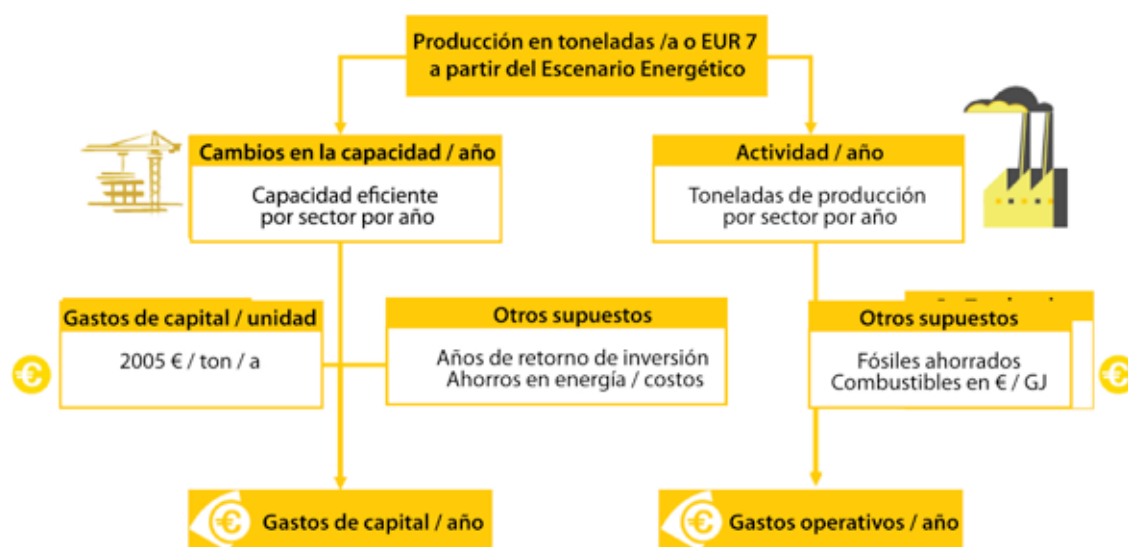 Producción en toneladas /a o EUR 7
a partir del Escenario Energético
Cambios en la capacidad / año
Capacidad eficiente
por sector por año
Actividad / año
Toneladas de producción
por sector por año
Gastos de capital / unidad
2005 € / ton / a
Otros supuestos
Años de retorno de inversión
Ahorros en energía / costos
Otros supuestos
Fósiles ahorrados
Combustibles en € / GJ
€
€
€ Gastos de capital / año
€ Gastos operativos / año